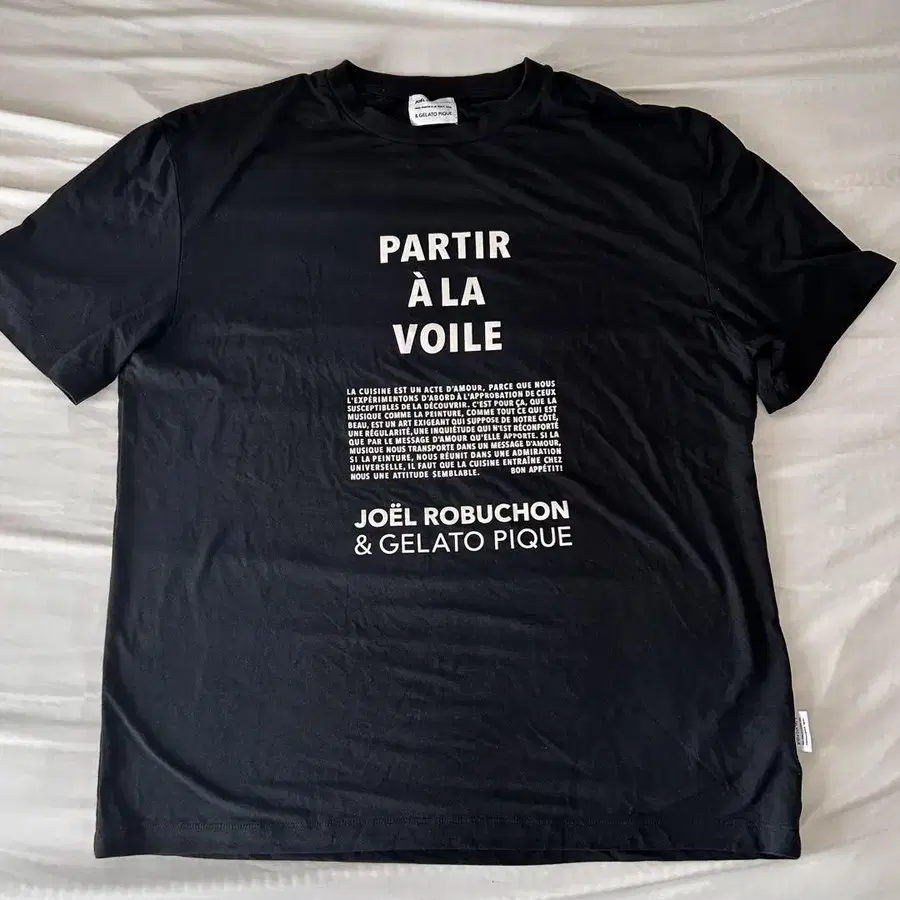 JOËL
& GELATO PIQUE
PARTIR
À LA
VOILE
LA CUISINE EST UN ACTE D'AMOUR, PARCE QUE NOUS
L'EXPÉRIMENTONS D'ABORD À L'APPROBATION DE CEUX
SUSCEPTIBLES DE LA DÉCOUVRIR. C'EST POUR ÇA, QUE LA
MUSIQUE COMME LA PEINTURE, COMME TOUT CE QUI EST
BEAU, EST UN ART EXIGEANT QUI SUPPOSE DE NOTRE CÔTÉ,
UNE RÉGULARITÉ, UNE INQUIÉTUDE QUI N'EST RÉCONFORTÉ
QUE PAR LE MESSAGE D'AMOUR QU'ELLE APPORTE. SI LA
MUSIQUE NOUS TRANSPORTE DANS UN MESSAGE D'AMOUR,
SI LA PEINTURE, NOUS RÉUNIT DANS UNE ADMIRATION
UNIVERSELLE, IL FAUT QUE LA CUISINE ENTRAÎNE CHEZ
NOUS UNE ATTITUDE SEMBLABLE. BON APPÉTIT!
JOËL ROBUCHON
& GELATO PIQUE